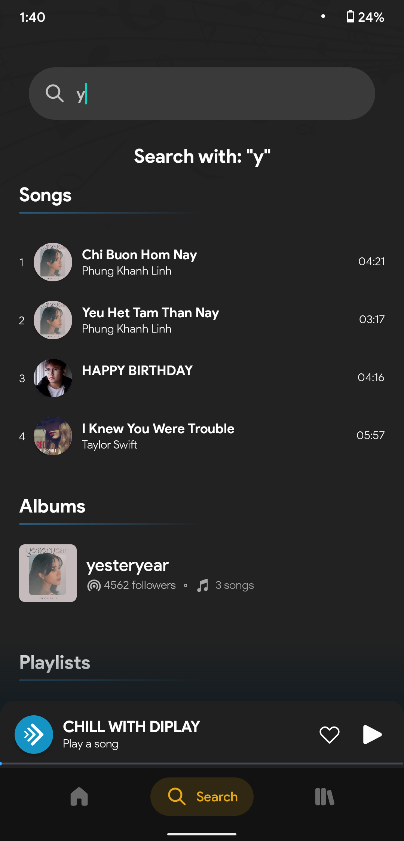 1:40
24%
y
Search with: "y"
Songs
1
Chi Buon Hom Nay
Phung Khanh Linh
04:21
2
Yeu Het Tam Than Nay
Phung Khanh Linh
03:17
3
HAPPY BIRTHDAY
04:16
4
I Knew You Were Trouble
Taylor Swift
05:57
Albums
yesteryear
4562 followers • 3 songs
Playlists
CHILL WITH DIPLAY
Play a song
Search